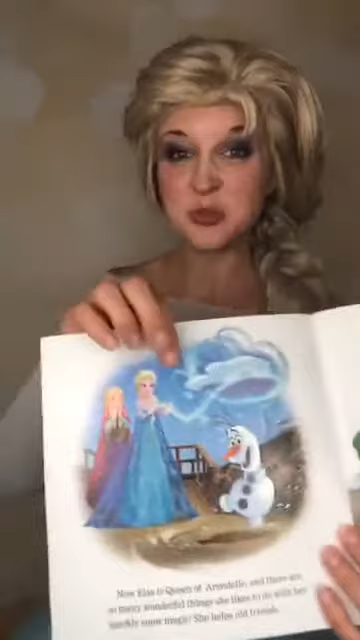 Now Elsa is Queen of Arendelle, and there are
so many wonderful things she likes to do with her
sparkly snow magic! She helps old friends.